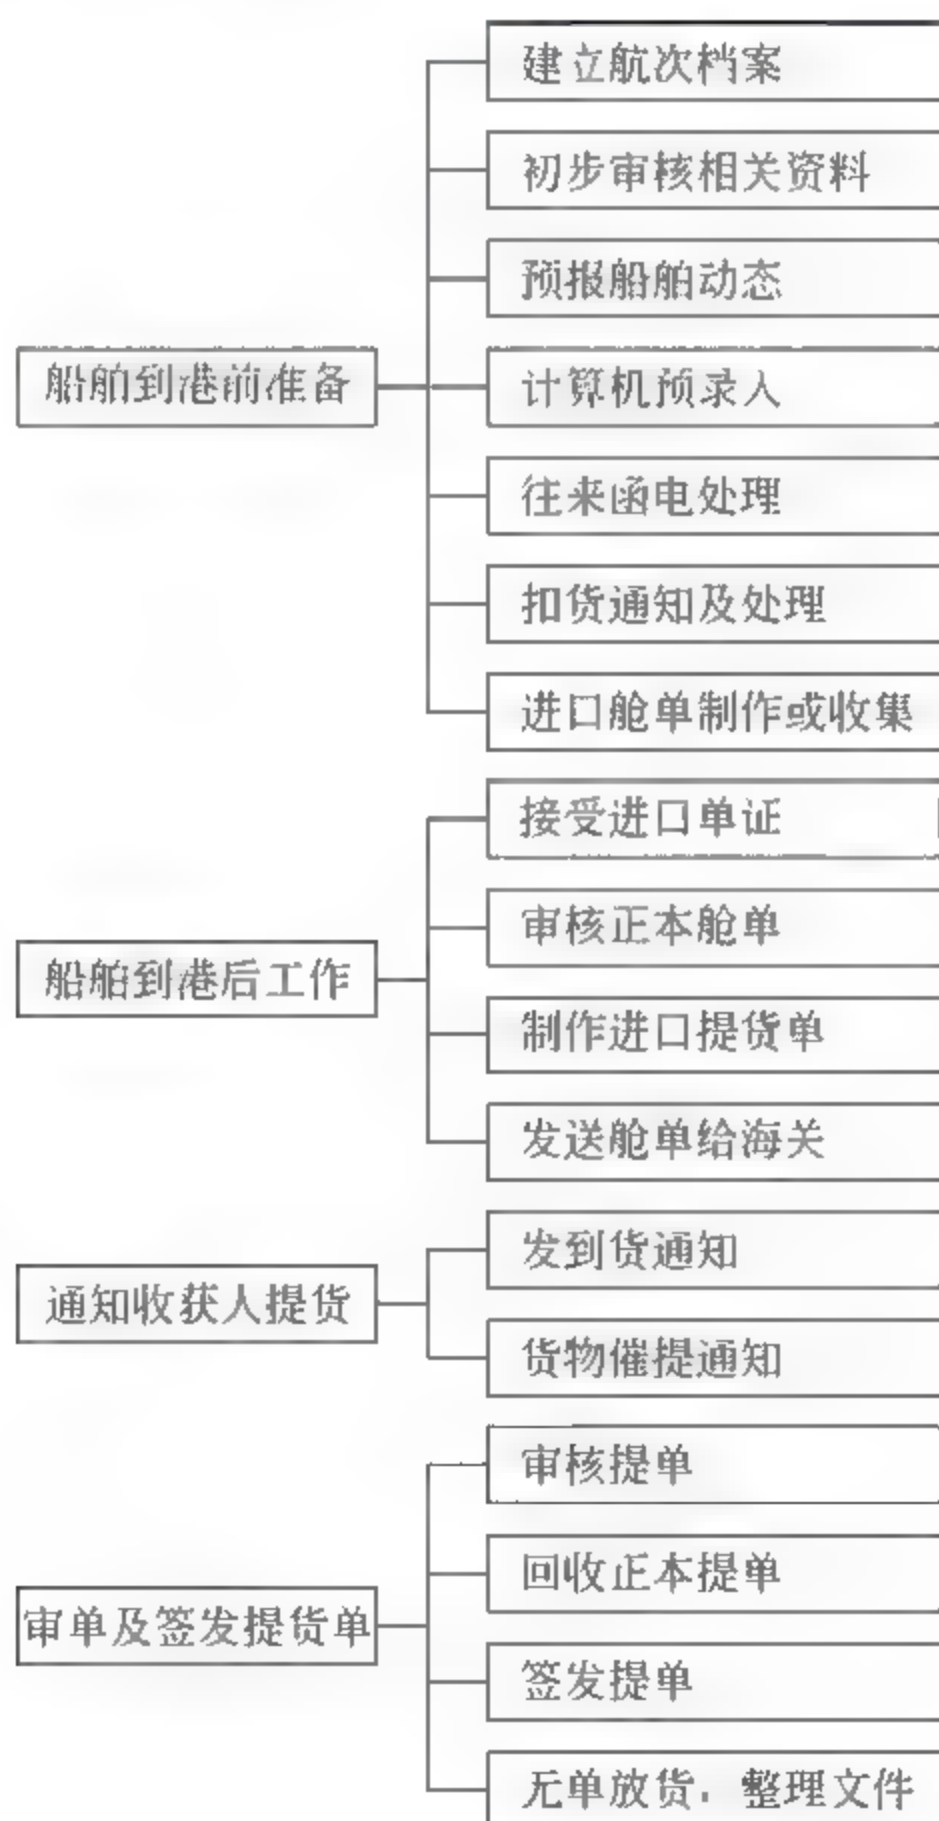 船舶到港前准备
建立航次档案
初步审核相关资料
预报船舶动态
计算机预录入
往来函电处理
扣货通知及处理
进口舱单制作或收集
船舶到港后工作
接受进口单证
审核正本舱单
制作进口提货单
发送舱单给海关
通知收获人提货
发到货通知
货物催提通知
审单及签发提货单
审核提单
回收正本提单
签发提单
无单放货，整理文件